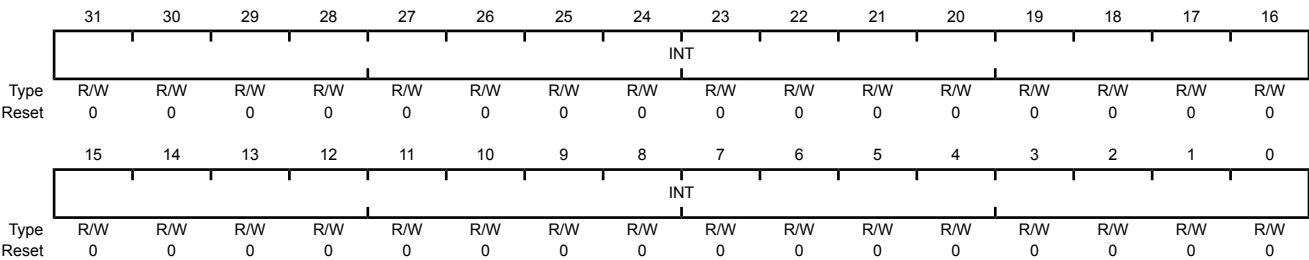 31 30 29 28 27 26 25 24 23 22 21 20 19 18 17 16
INT
Type R/W R/W R/W R/W R/W R/W R/W R/W R/W R/W R/W R/W R/W R/W R/W R/W
Reset 0 0 0 0 0 0 0 0 0 0 0 0 0 0 0 0
15 14 13 12 11 10 9 8 7 6 5 4 3 2 1 0
INT
Type R/W R/W R/W R/W R/W R/W R/W R/W R/W R/W R/W R/W R/W R/W R/W R/W
Reset 0 0 0 0 0 0 0 0 0 0 0 0 0 0 0 0